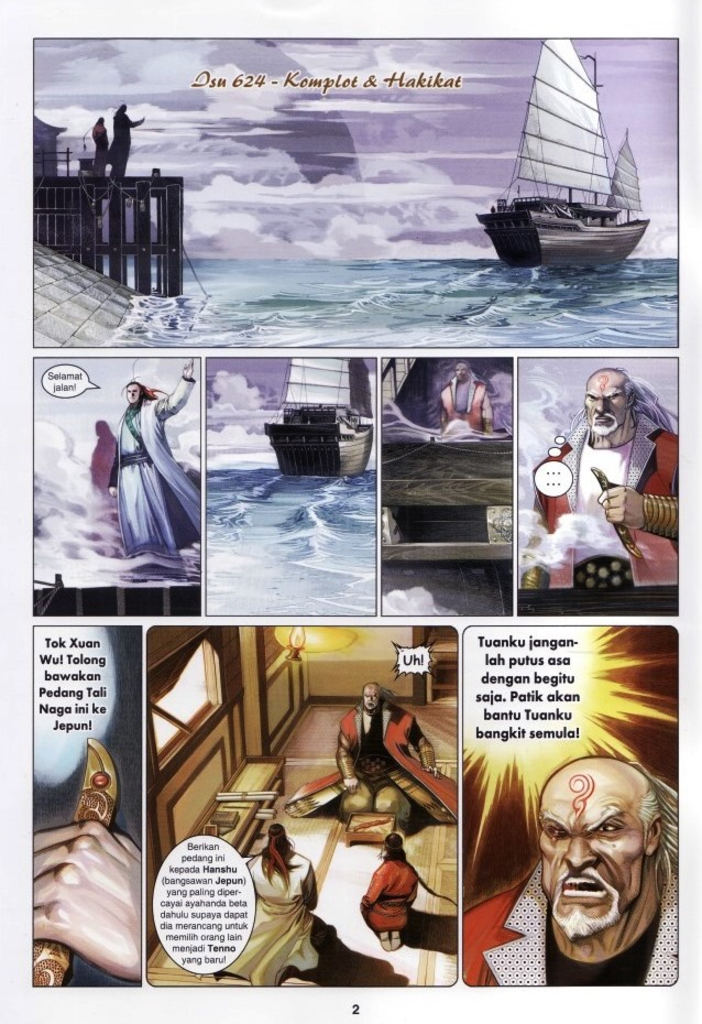 Isu 624 - Komplot & Hakikat
Selamat
jalan!
... ...
Tok Xuan
Wu! Tolong
bawakan
Pedang Tali
Naga ini ke
Jepun!
Uh!
Berikan
pedang ini
kepada Hanshu
(bangsawan Jepun)
yang paling diper-
cayai ayahanda beta
dahulu supaya dapat
dia merancang untuk
memilih orang lain
menjadi Tenno
yang baru!
Tuanku jangan-
lah putus asa
dengan begitu
saja. Patik akan
bantu Tuanku
bangkit semula!
2